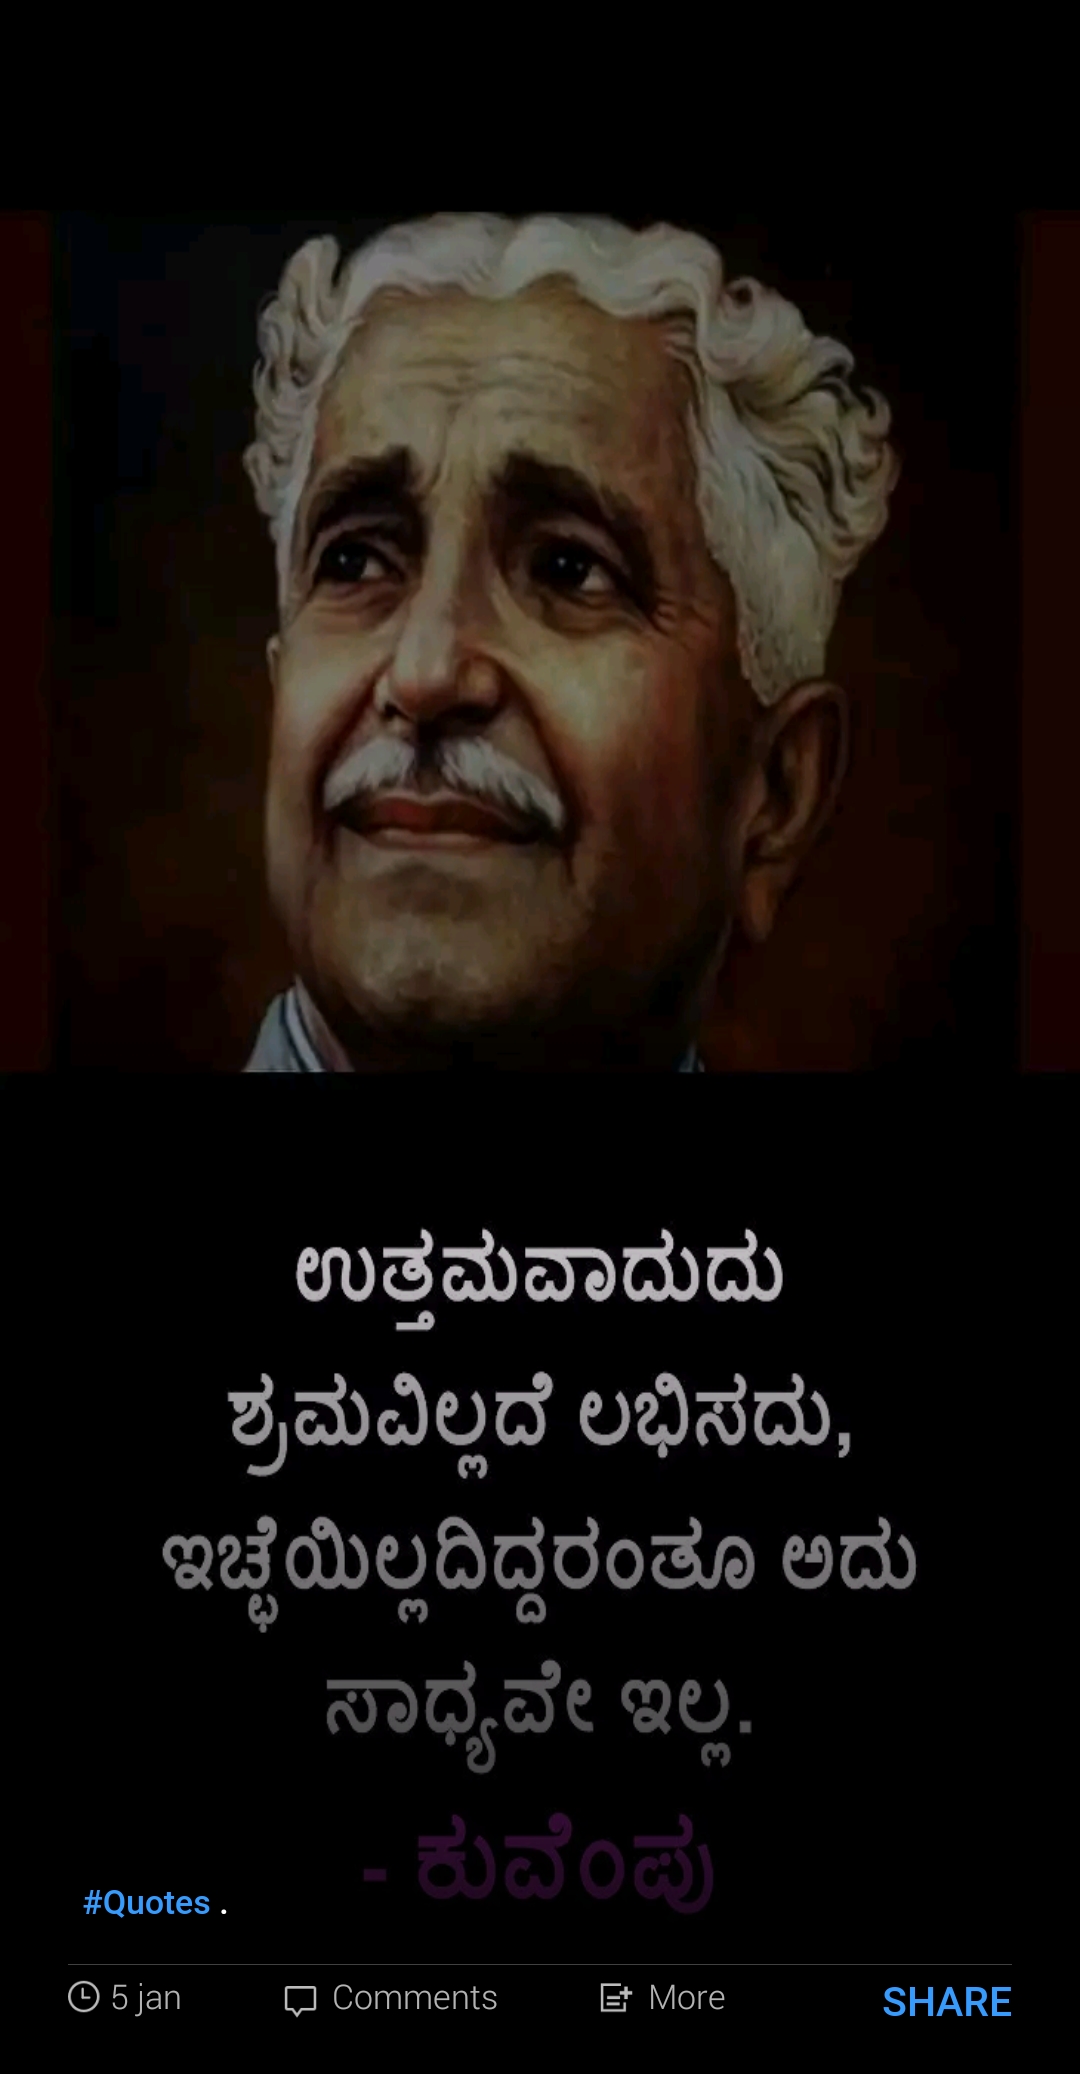 ಉತ್ತಮವಾದುದು
ಶ್ರಮವಿಲ್ಲದೆ ಲಭಿಸದು,
ಇಚ್ಛೆಯಿಲ್ಲದಿದ್ದರಂತೂ ಅದು
ಸಾಧ್ಯವೇ ಇಲ್ಲ.
- ಕುವೆಂಪು
#Quotes .
5 jan Comments More SHARE